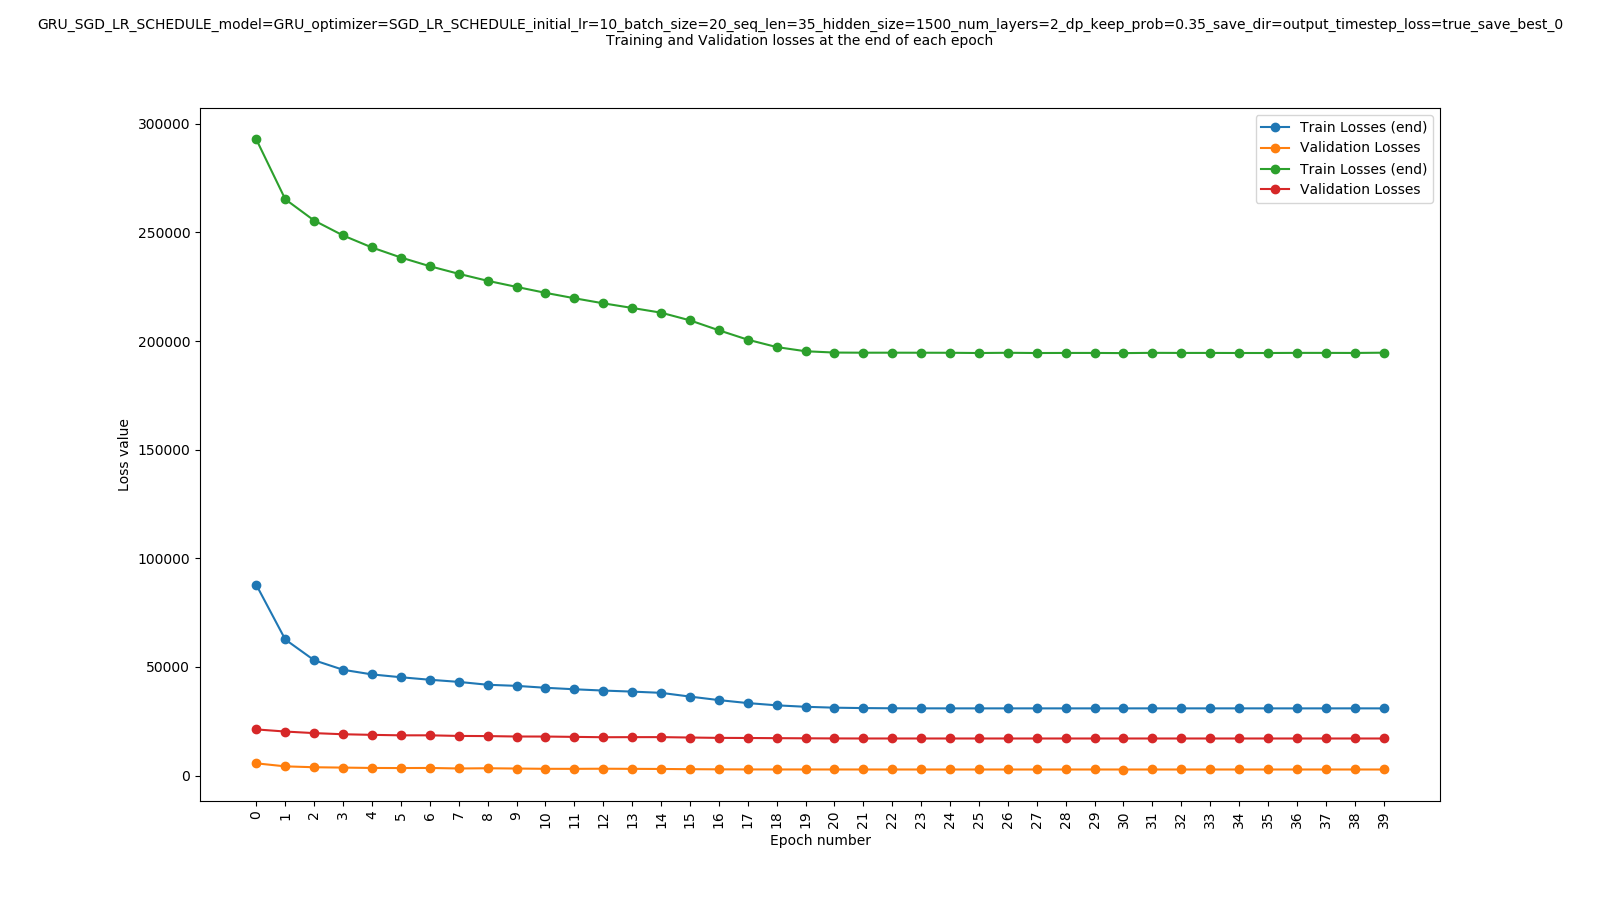 GRU_SGD_LR_SCHEDULE_model=GRU_optimizer=SGD_LR_SCHEDULE_initial_lr=10_batch_size=20_seq_len=35_hidden_size=1500_num_layers=2_dp_keep_prob=0.35_save_dir=output_timestep_loss=true_save_best_0
Training and Validation losses at the end of each epoch
Train Losses (end)
Validation Losses
Train Losses (end)
Validation Losses
300000
250000
200000
150000
100000
50000
0
Loss value
0 1 2 3 4 5 6 7 8 9 10 11 12 13 14 15 16 17 18 19 20 21 22 23 24 25 26 27 28 29 30 31 32 33 34 35 36 37 38 39
Epoch number